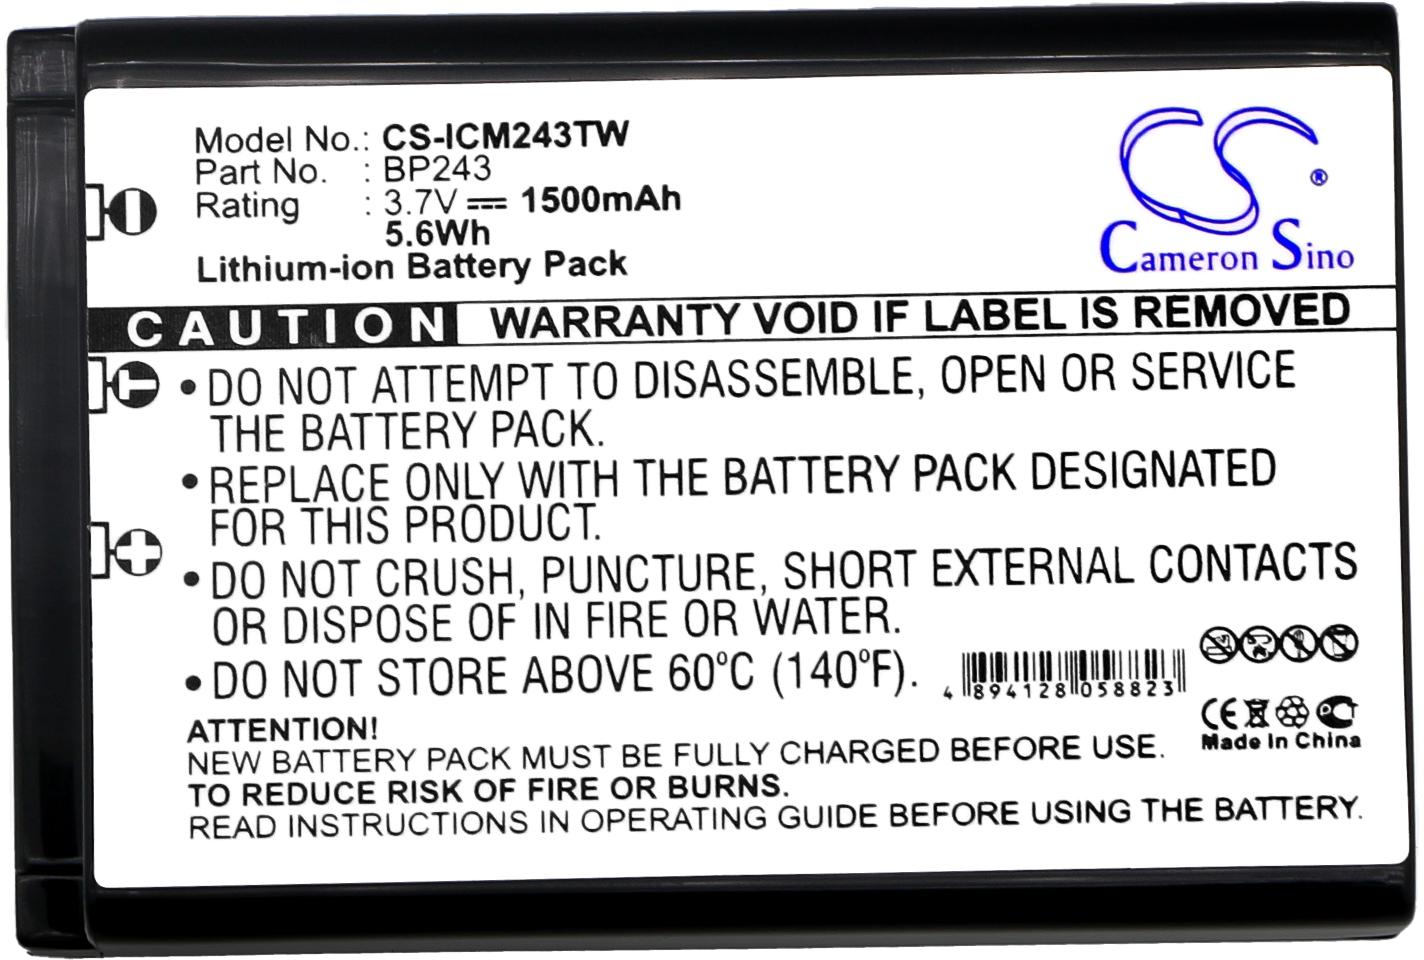 Model No.: CS-ICM243TW
Part No. : BP243
Rating : 3.7V 1500mAh
5.6Wh
Lithium-ion Battery Pack
CS
®
Cameron Sino
CAUTION WARRANTY VOID IF LABEL IS REMOVED
• DO NOT ATTEMPT TO DISASSEMBLE, OPEN OR SERVICE
THE BATTERY PACK.
• REPLACE ONLY WITH THE BATTERY PACK DESIGNATED
FOR THIS PRODUCT.
• DO NOT CRUSH, PUNCTURE, SHORT EXTERNAL CONTACTS
OR DISPOSE OF IN FIRE OR WATER.
• DO NOT STORE ABOVE 60°C (140°F).
4 894128 058823
CE
Made in China
ATTENTION!
NEW BATTERY PACK MUST BE FULLY CHARGED BEFORE USE.
TO REDUCE RISK OF FIRE OR BURNS.
READ INSTRUCTIONS IN OPERATING GUIDE BEFORE USING THE BATTERY.
T
+